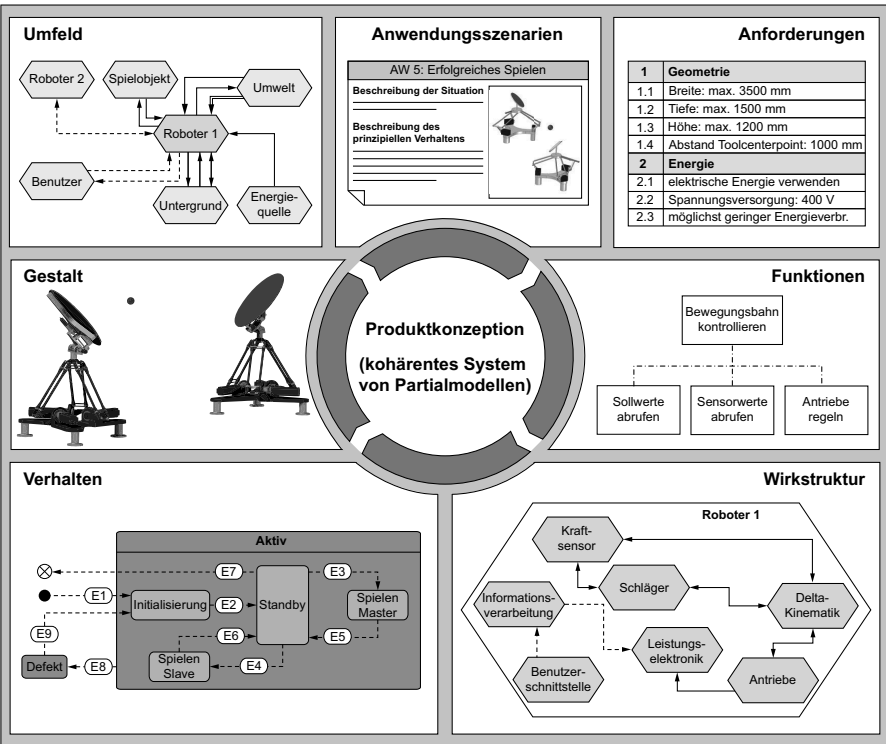 Umfeld
Roboter 2
Spielobjekt
Umwelt
Roboter 1
Benutzer
Untergrund
Energie-
quelle
Anwendungsszenarien
AW 5: Erfolgreiches Spielen
Beschreibung der Situation
Beschreibung des
prinzipiellen Verhaltens
Anforderungen
1 Geometrie
1.1 Breite: max. 3500 mm
1.2 Tiefe: max. 1500 mm
1.3 Höhe: max. 1200 mm
1.4 Abstand Toolcenterpoint: 1000 mm
2 Energie
2.1 elektrische Energie verwenden
2.2 Spannungsversorgung: 400 V
2.3 möglichst geringer Energieverbr.
Gestalt
Produktkonzeption
(kohärentes System
von Partialmodellen)
Funktionen
Bewegungsbahn
kontrollieren
Sollwerte
abrufen
Sensorwerte
abrufen
Antriebe
regeln
Verhalten
Aktiv
E7
E3
E1
Initialisierung
E2
Standby
Spielen
Master
E9
E6
E5
Defekt
E8
Spielen
Slave
E4
Wirkstruktur
Roboter 1
Kraft-
sensor
Schläger
Informations-
verarbeitung
Delta-
Kinematik
Leistungs-
elektronik
Benutzer-
schnittstelle
Antriebe